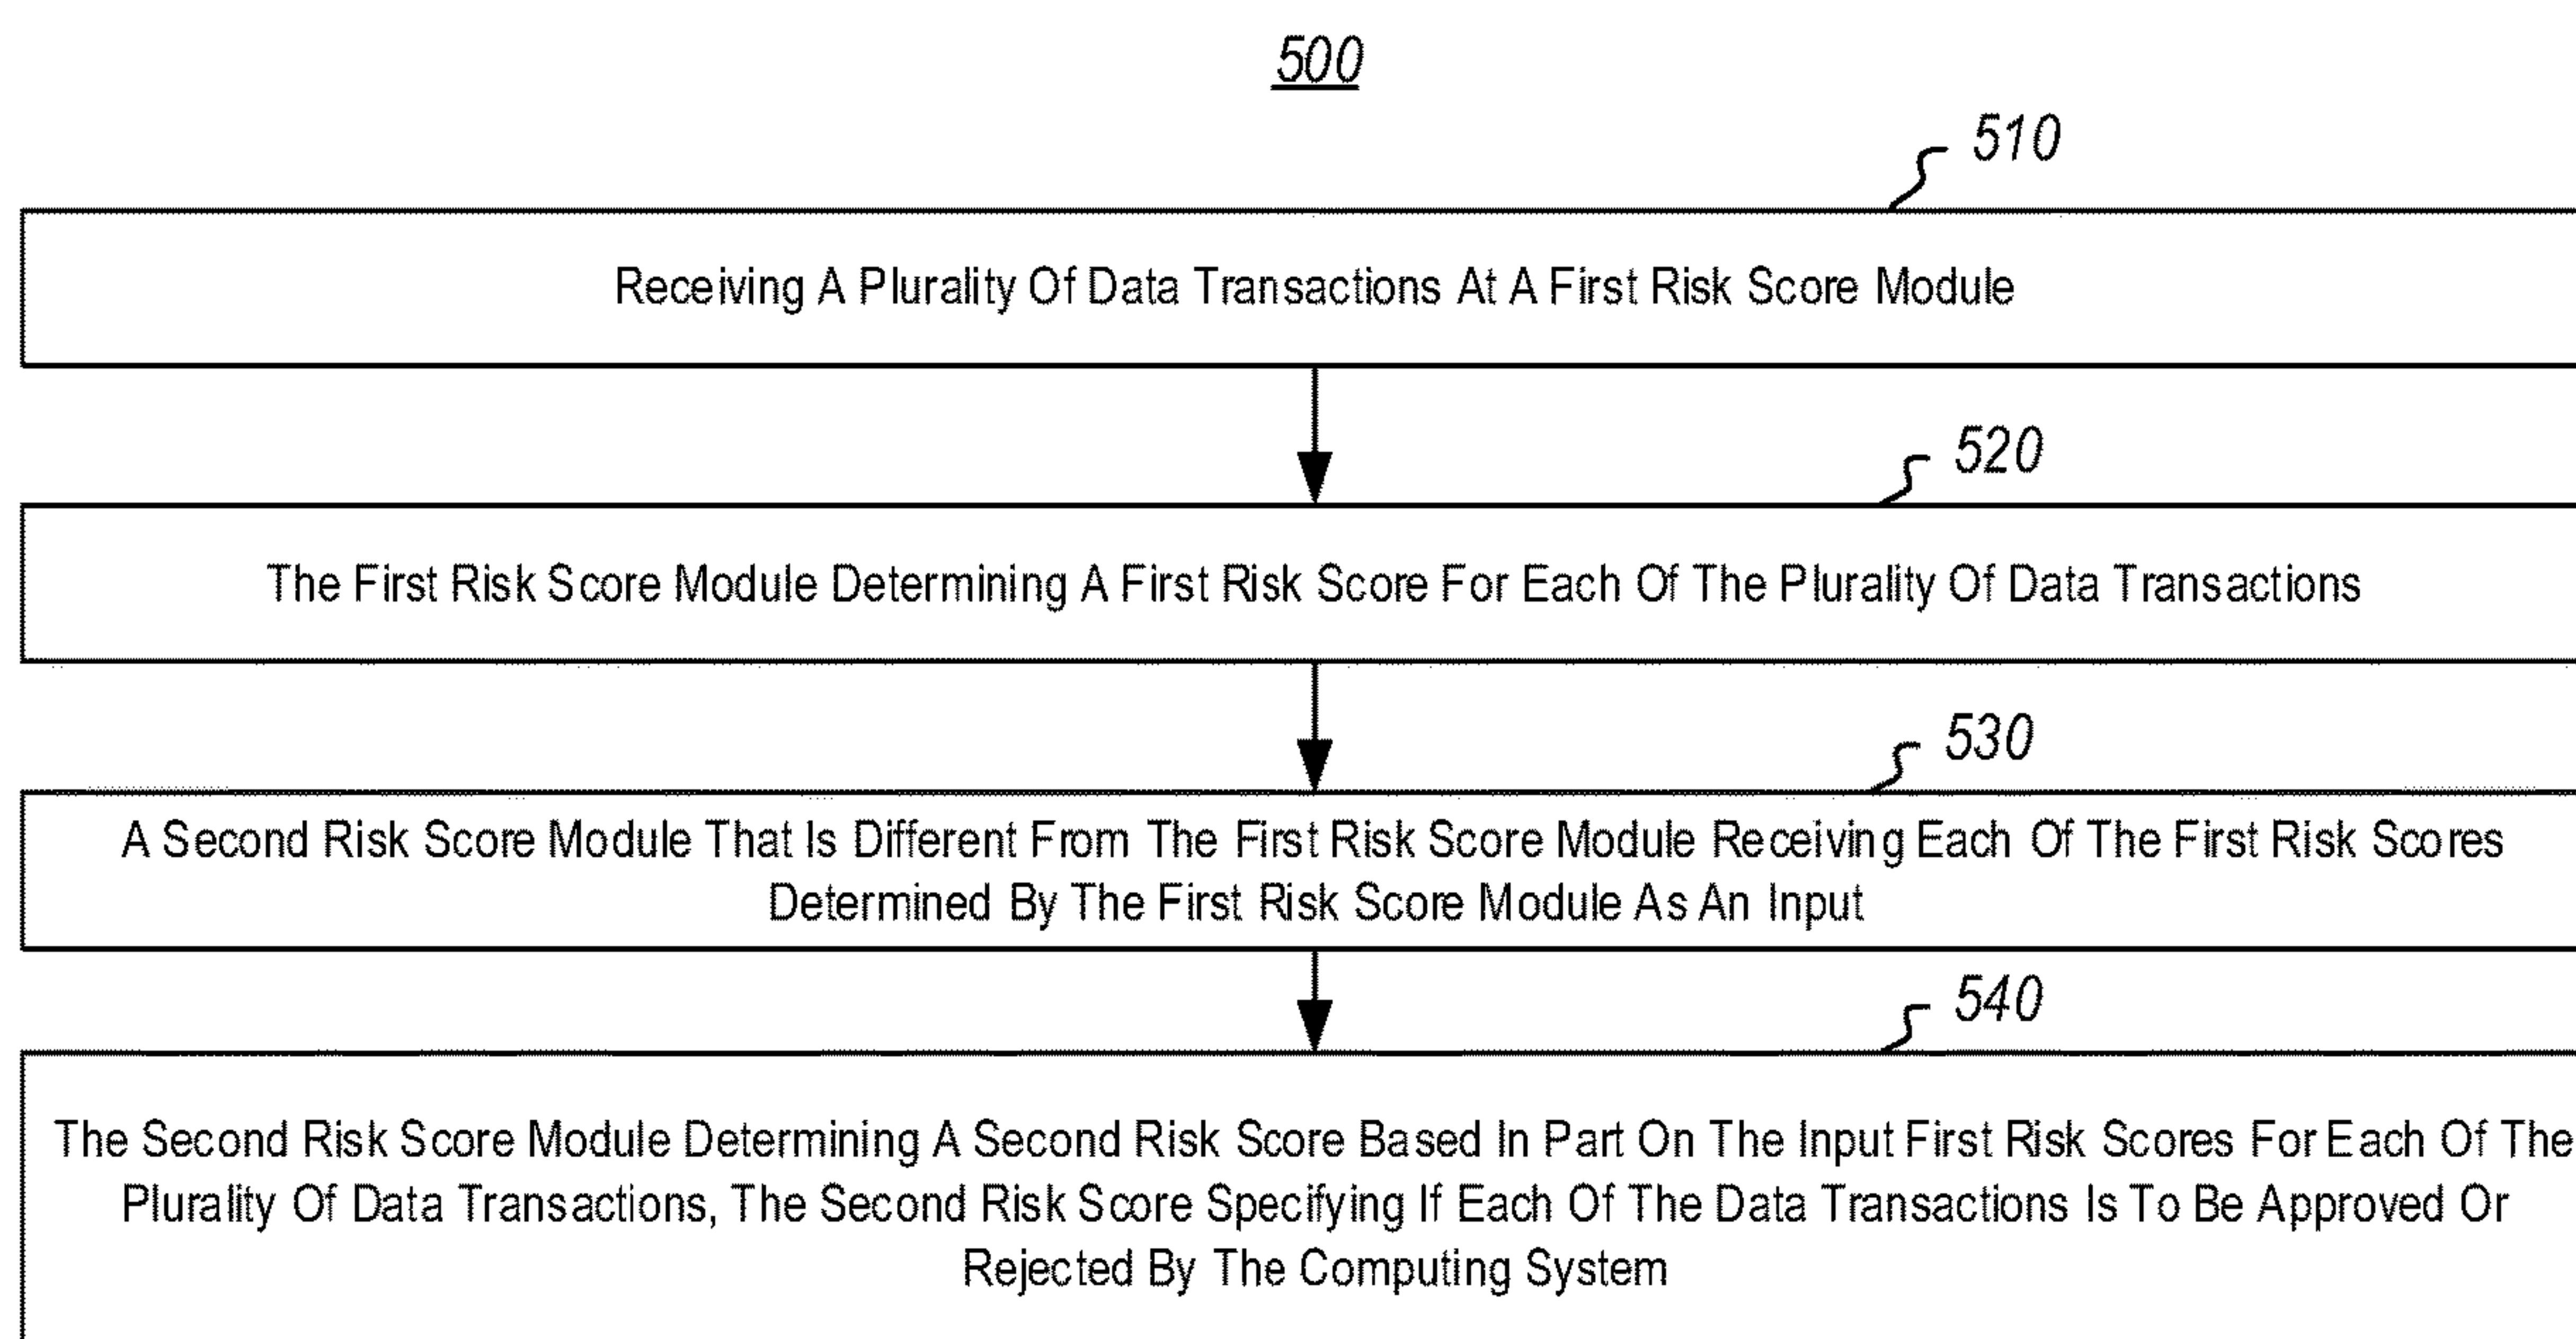 500
510
Receiving A Plurality Of Data Transactions At A First Risk Score Module
520
The First Risk Score Module Determining A First Risk Score For Each Of The Plurality Of Data Transactions
530
A Second Risk Score Module That Is Different From The First Risk Score Module Receiving Each Of The First Risk Scores
Determined By The First Risk Score Module As An Input
540
The Second Risk Score Module Determining A Second Risk Score Based In Part On The Input First Risk Scores For Each Of The
Plurality Of Data Transactions, The Second Risk Score Specifying If Each Of The Data Transactions Is To Be Approved Or
Rejected By The Computing System